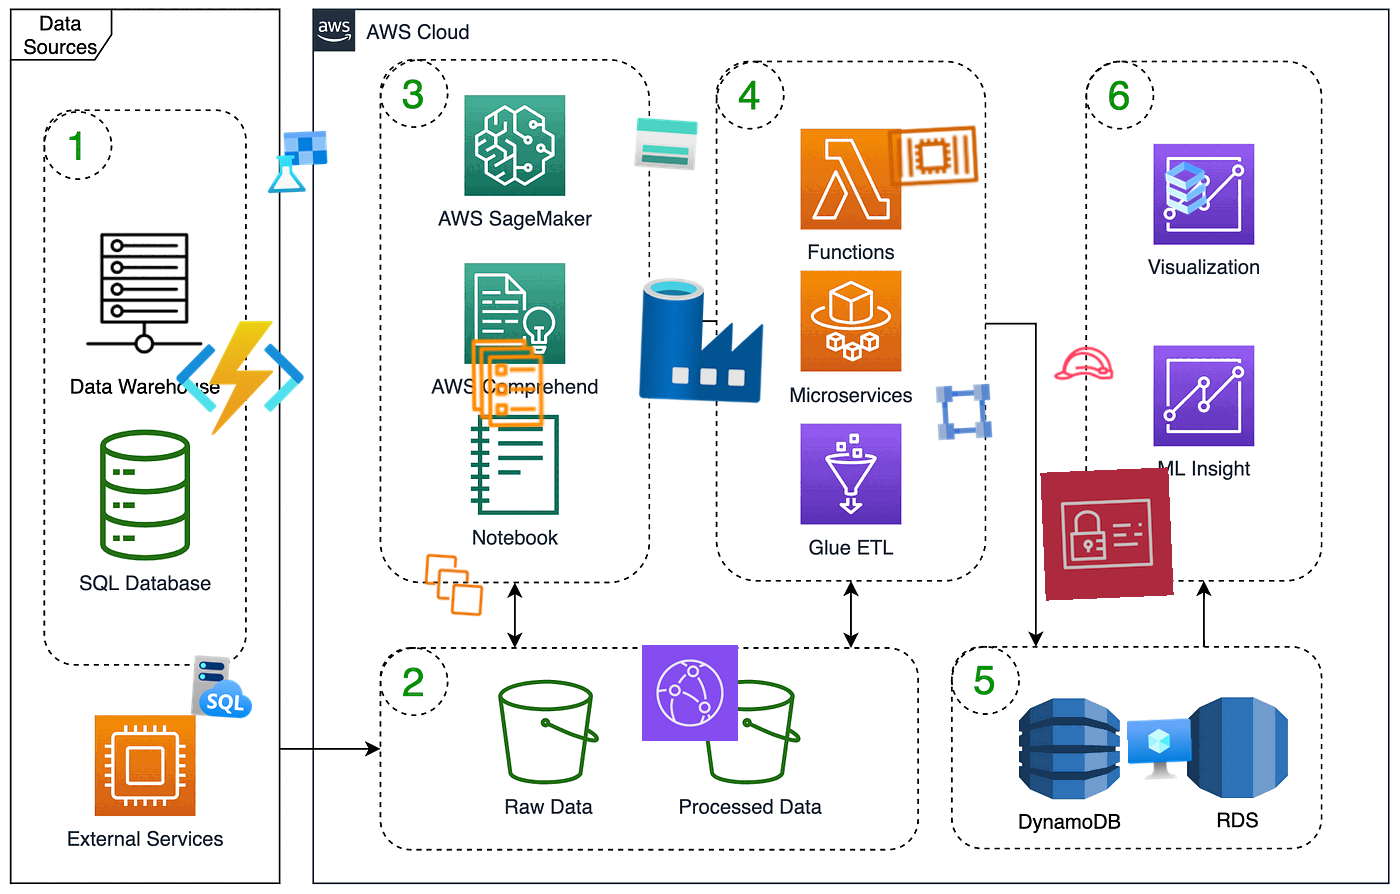 Data
Sources
aws
AWS Cloud
1
3
4
6
AWS SageMaker
Functions
Visualization
Data Warehouse
AWS Comprehend
Microservices
ML Insight
Notebook
Glue ETL
SQL Database
2
5
SQL
Raw Data
Processed Data
DynamoDB
RDS
External Services